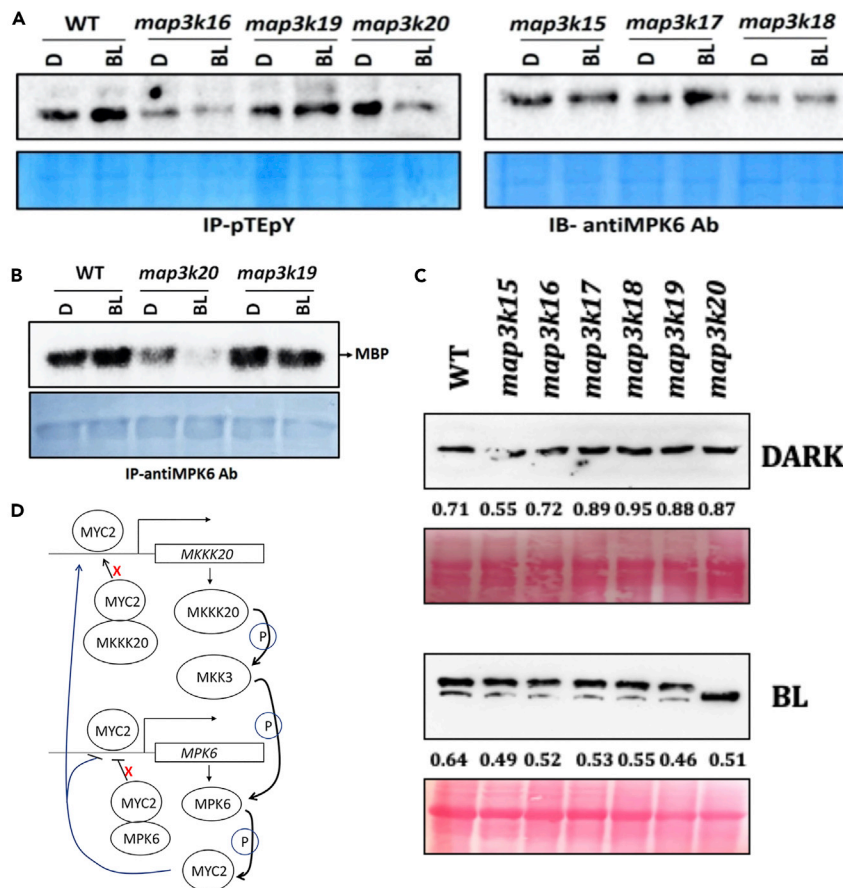 A
WT map3k16 map3k19 map3k20 map3k15 map3k17 map3k18
D BL D BL D BL D BL D BL D BL D BL
IP-pTEpY IB- antiMPK6 Ab
B
WT map3k20 map3k19
D BL D BL D BL
MBP
IP-antiMPK6 Ab
C
WT map3k15 map3k16 map3k17 map3k18 map3k19 map3k20
DARK
0.71 0.55 0.72 0.89 0.95 0.88 0.87
BL
0.64 0.49 0.52 0.53 0.55 0.46 0.51
D
MYC2
MKKK20
X
MYC2
MKKK20
MKKK20
P
MKK3
P
MYC2
MPK6
X
MYC2
MPK6
MPK6
P
MYC2